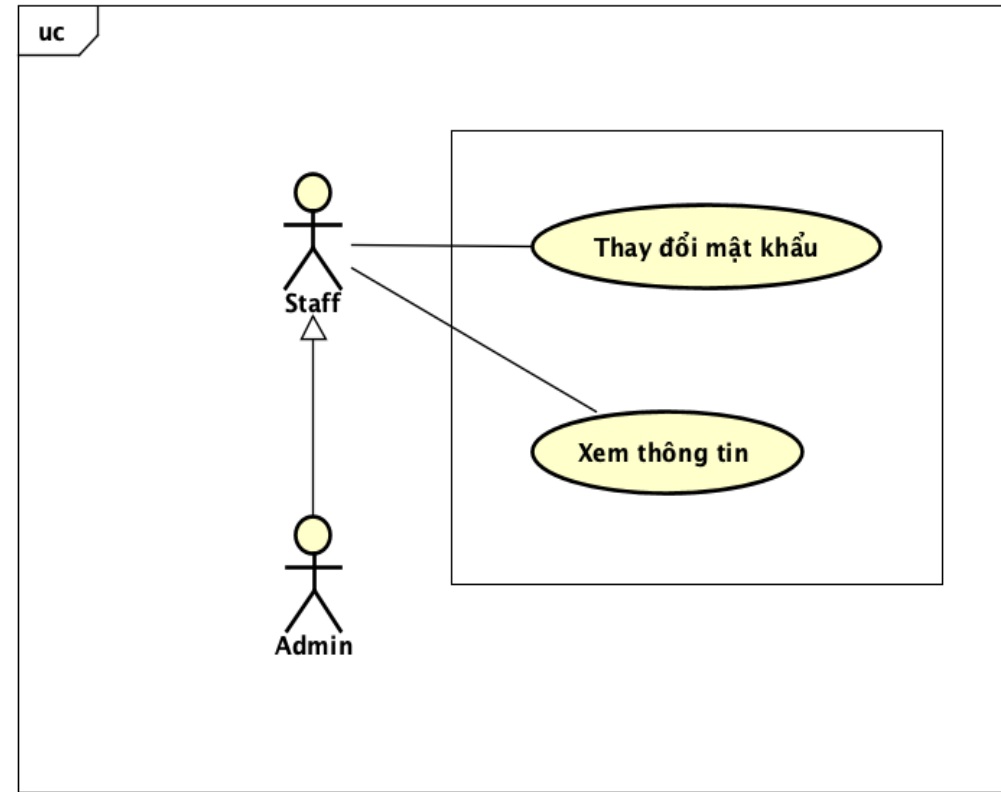 uc
Thay đổi mật khẩu
Staff
Xem thông tin
Admin